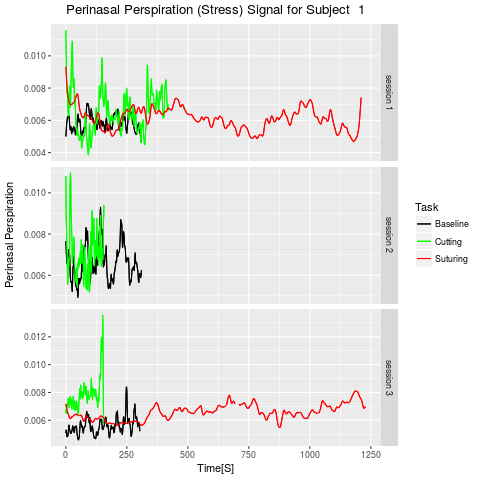 Perinasal Perspiration (Stress) Signal for Subject  1
0.010
0.008
0.006
0.004
session 1
0.010
0.008
0.006
session 2
0.012
0.010
0.008
0.006
session 3
0
250
500
750
1000
1250
Time[S]
Perinasal Perspiration
Task
Baseline
Cutting
Suturing